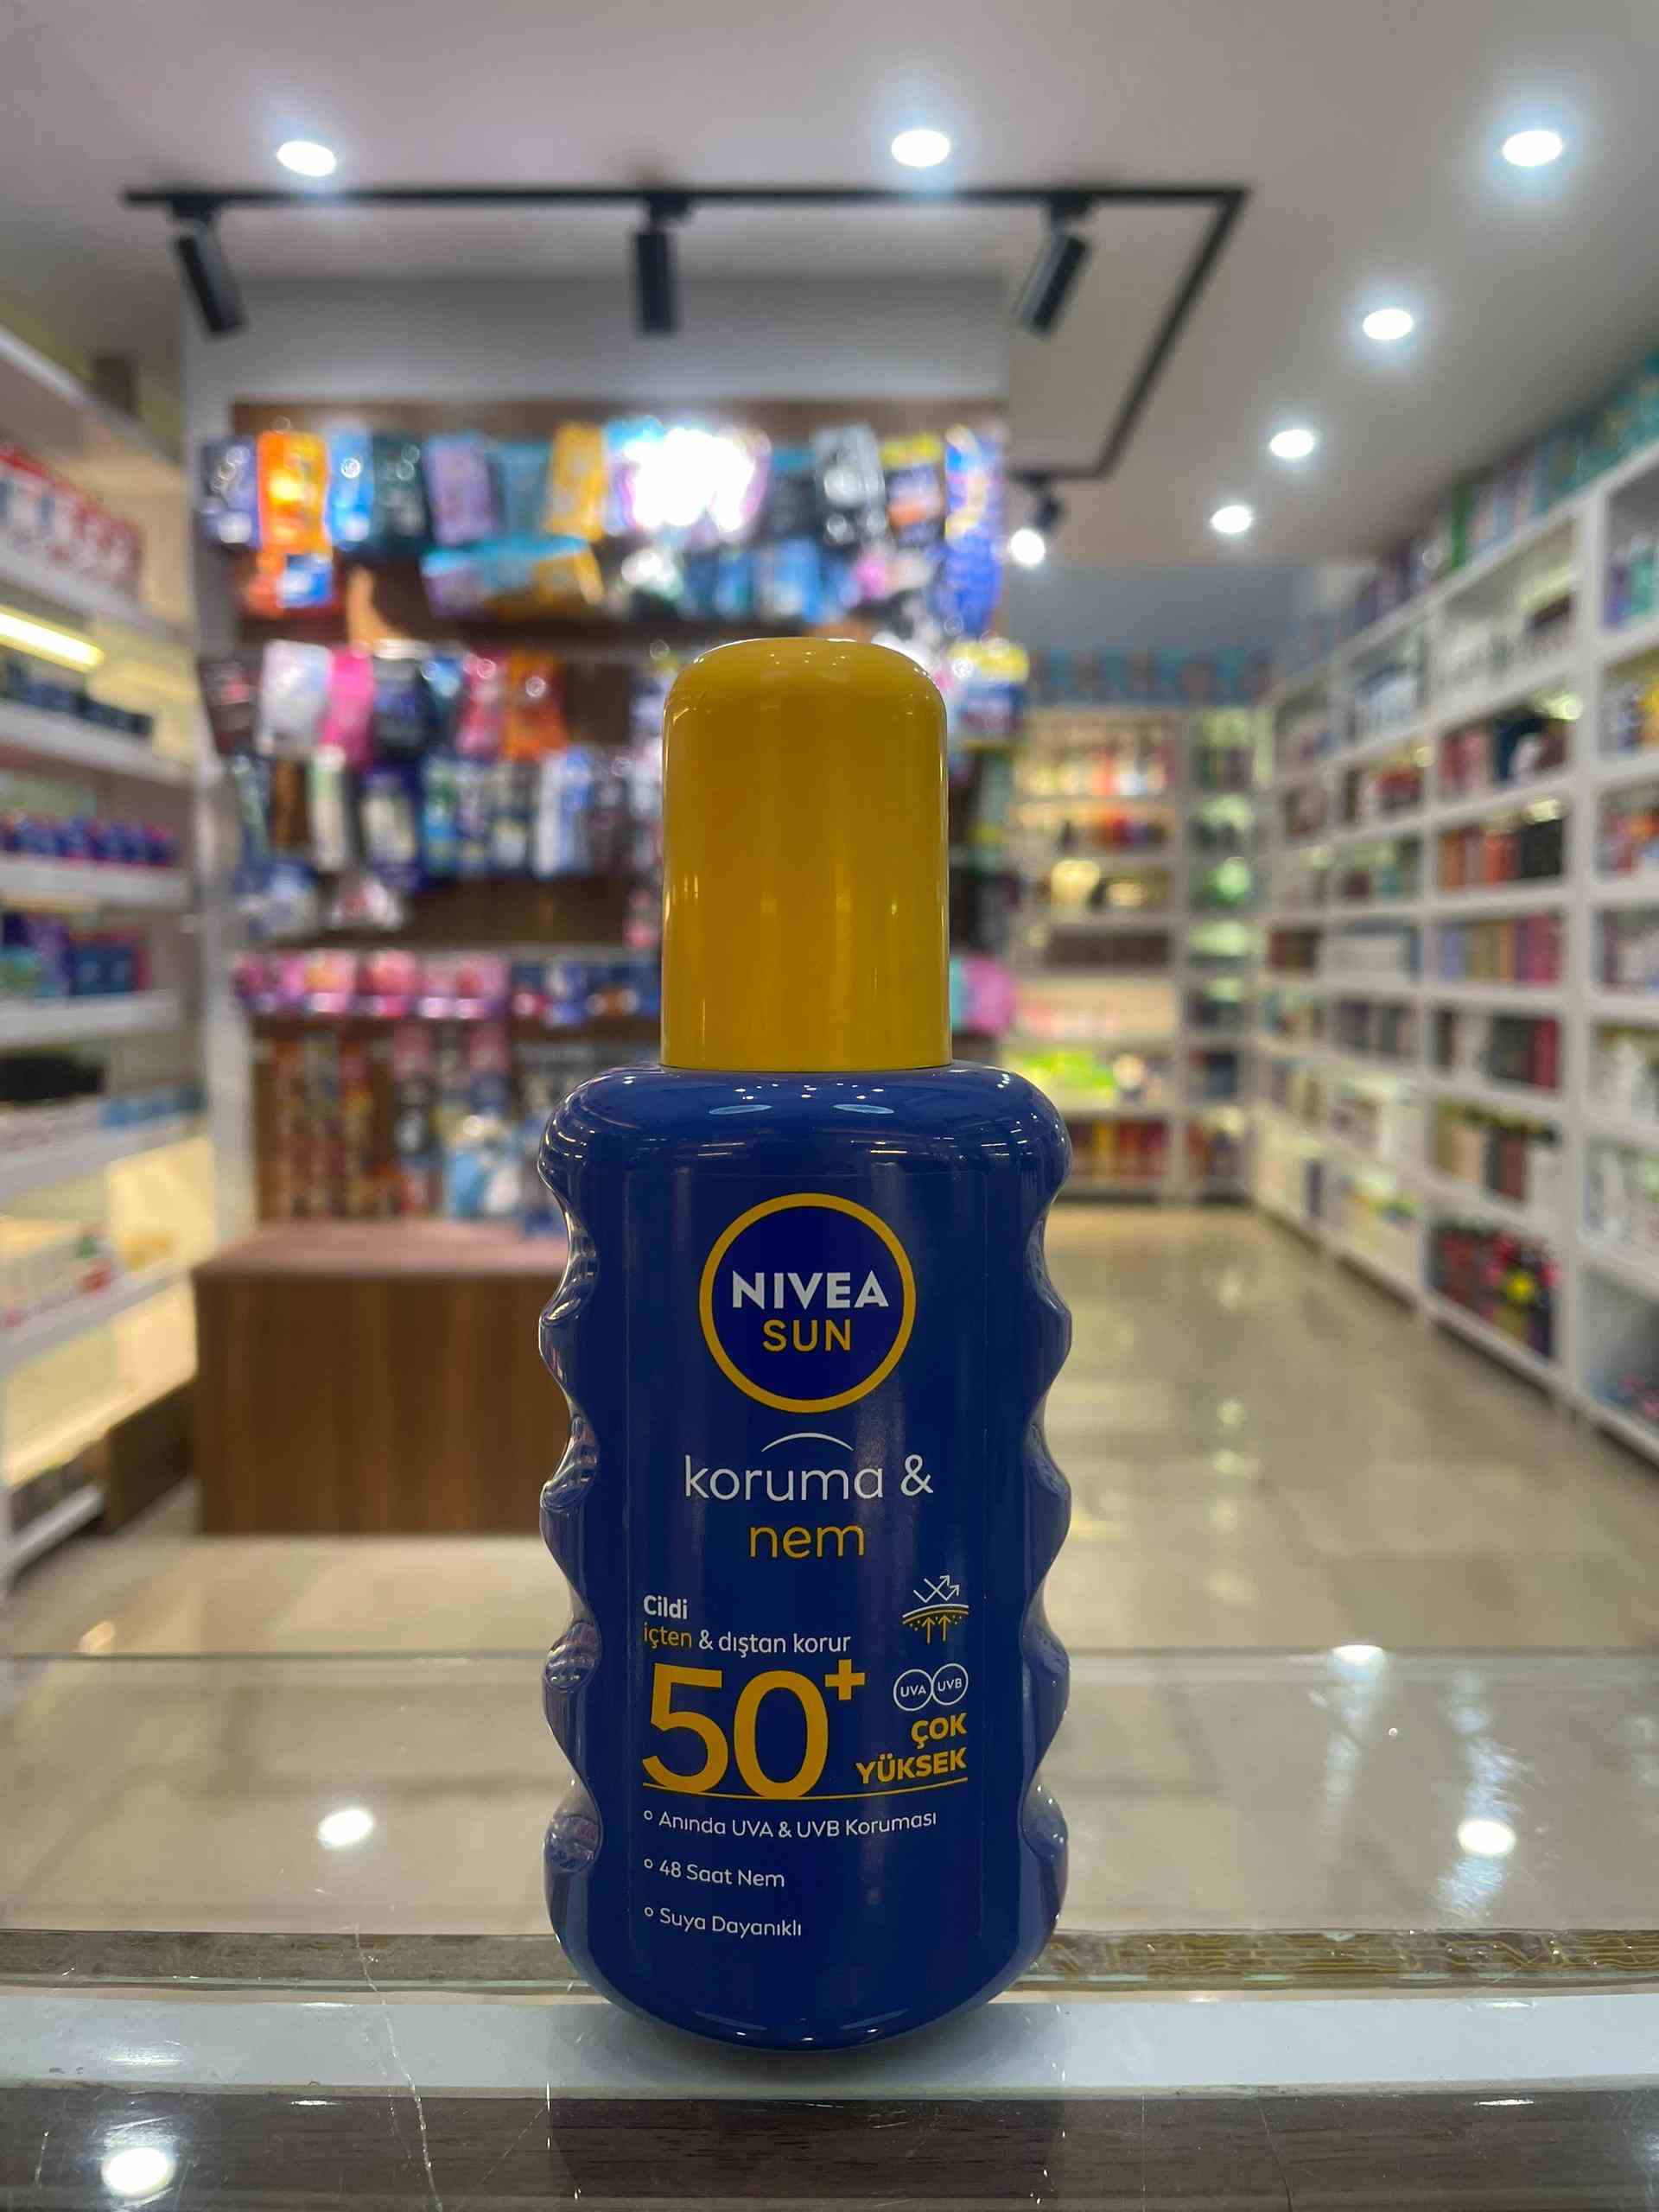 NIVEA
SUN
koruma &
nem
Cildi
içten & dıştan korur
50+
UVA UVB
ÇOK
YÜKSEK
° Anında UVA & UVB Koruması
° 48 Saat Nem
° Suya Dayanıklı